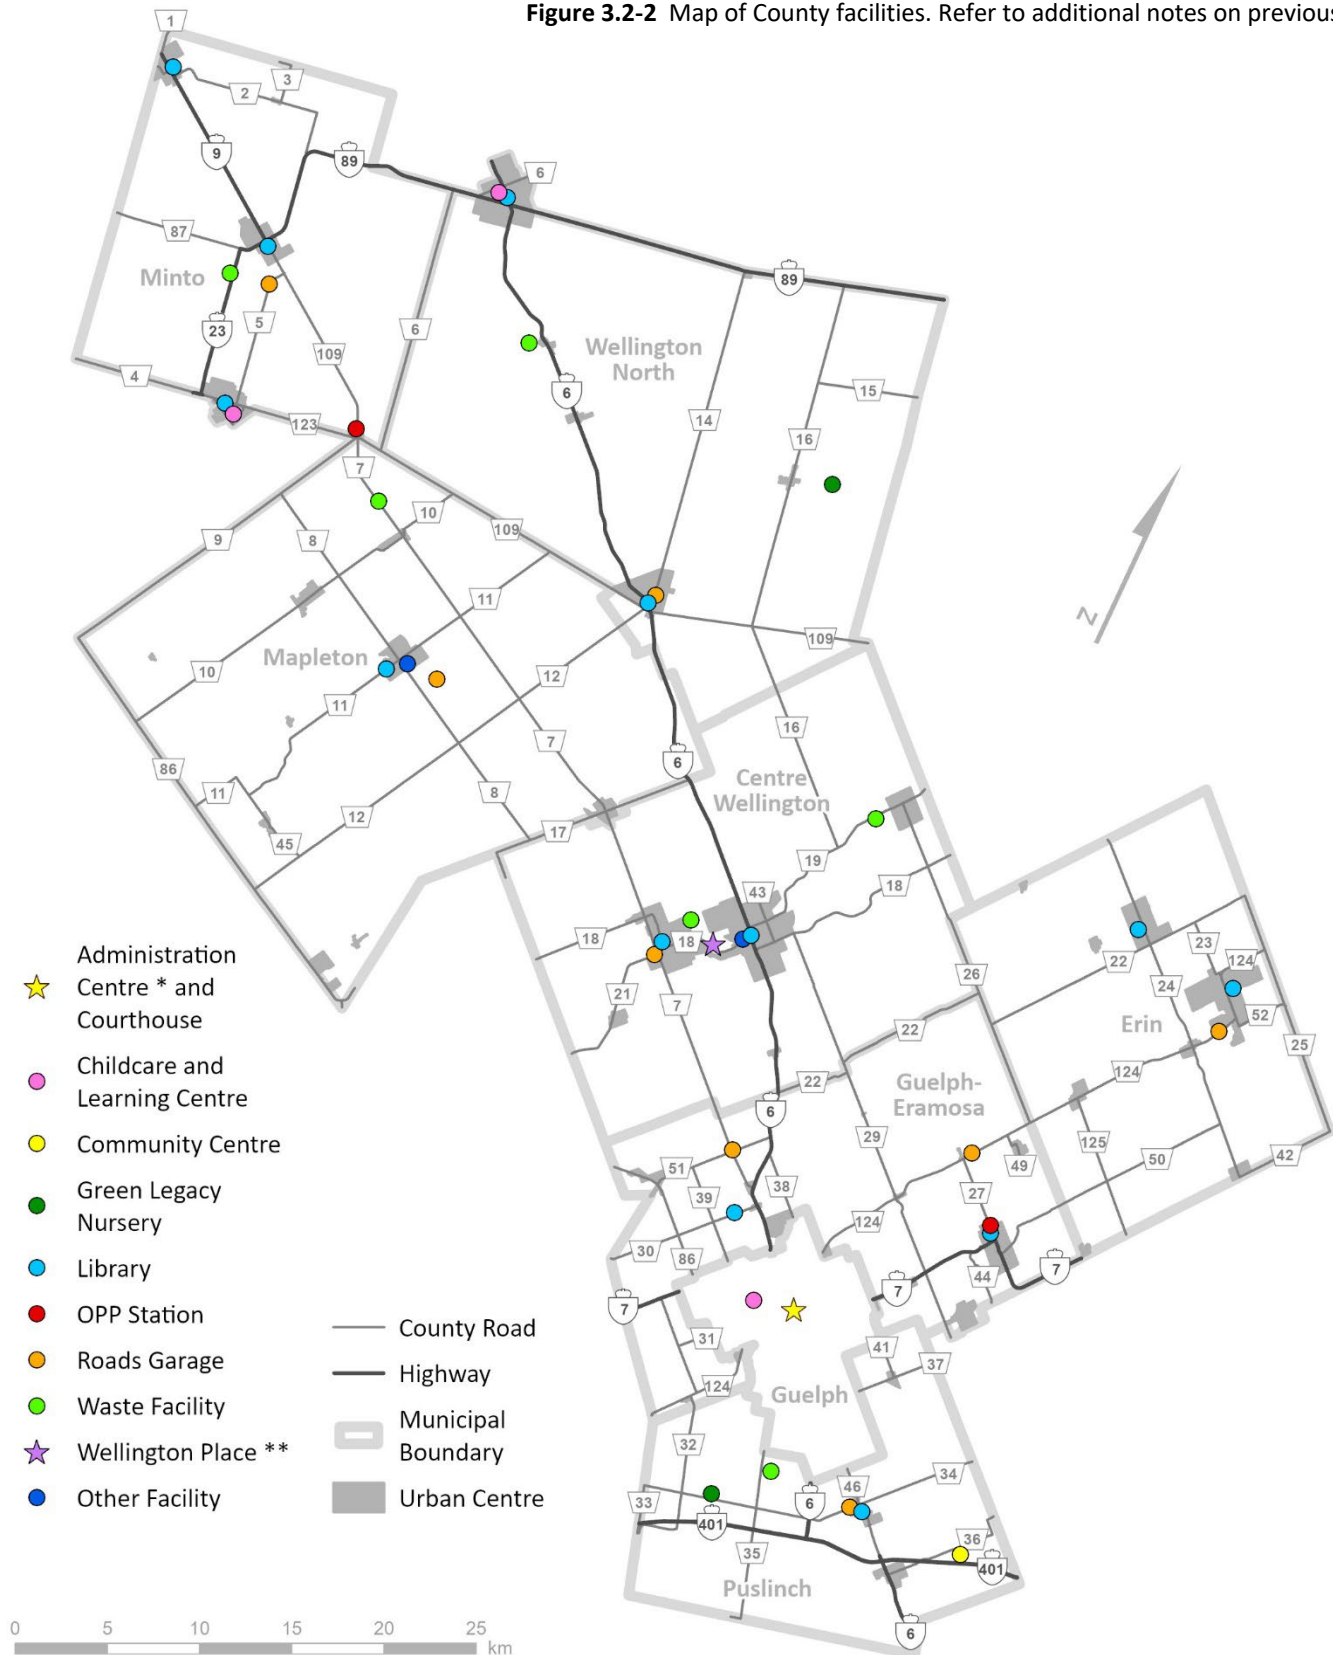 Figure 3.2-2 Map of County facilities. Refer to additional notes on previous
1
3
2
9
89
6
87
Minto
89
23
5
6
Wellington
North
109
4
6
15
14
123
16
7
10
109
9
8
11
109
Mapleton
10
12
11
16
7
6
86
Centre
Wellington
11
8
12
17
45
19
43
18
18
18
23
124
22
26
24
21
7
52
Erin
22
25
124
22
Guelph-
Eramosa
6
29
125
50
42
51
49
39
38
27
124
30
86
7
7
44
7
31
41
37
124
Guelph
32
34
46
33
6
401
36
35
401
Puslinch
6
N
Administration
Centre * and
Courthouse
Childcare and
Learning Centre
Community Centre
Green Legacy
Nursery
Library
OPP Station
Roads Garage
Waste Facility
Wellington Place **
Other Facility
County Road
Highway
Municipal
Boundary
Urban Centre
0 5 10 15 20 25
km